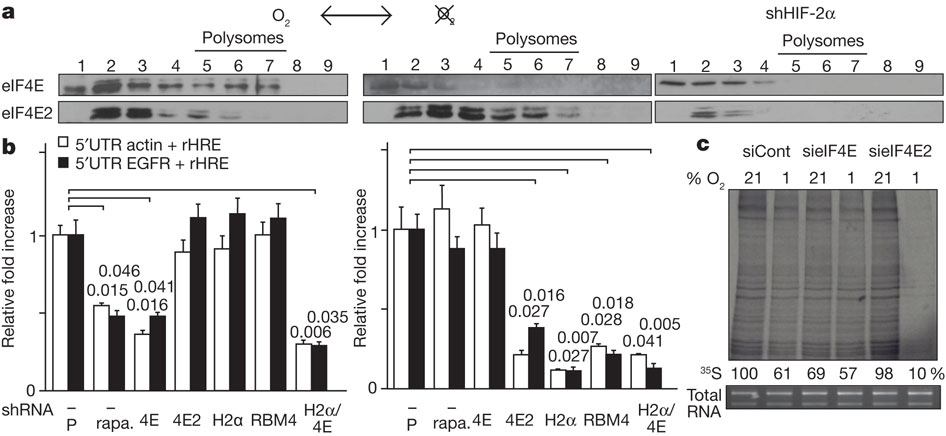 a O2 O2 shHIF-2α
Polysomes Polysomes Polysomes
1 2 3 4 5 6 7 8 9 1 2 3 4 5 6 7 8 9 1 2 3 4 5 6 7 8 9
eIF4E
eIF4E2
b
5′UTR actin + rHRE
5′UTR EGFR + rHRE
Relative fold increase
1
0
0.046
0.015
0.041
0.016
0.035
0.006
shRNA – – 4E 4E2 H2α RBM4 H2α/
P rapa. 4E
Relative fold increase
1
0
0.016
0.027
0.007
0.027
0.018
0.028
0.005
0.041
– – 4E 4E2 H2α RBM4 H2α/
P rapa. 4E
c
siCont sieIF4E sieIF4E2
% O2 21 1 21 1 21 1
35S 100 61 69 57 98 10 %
Total
RNA